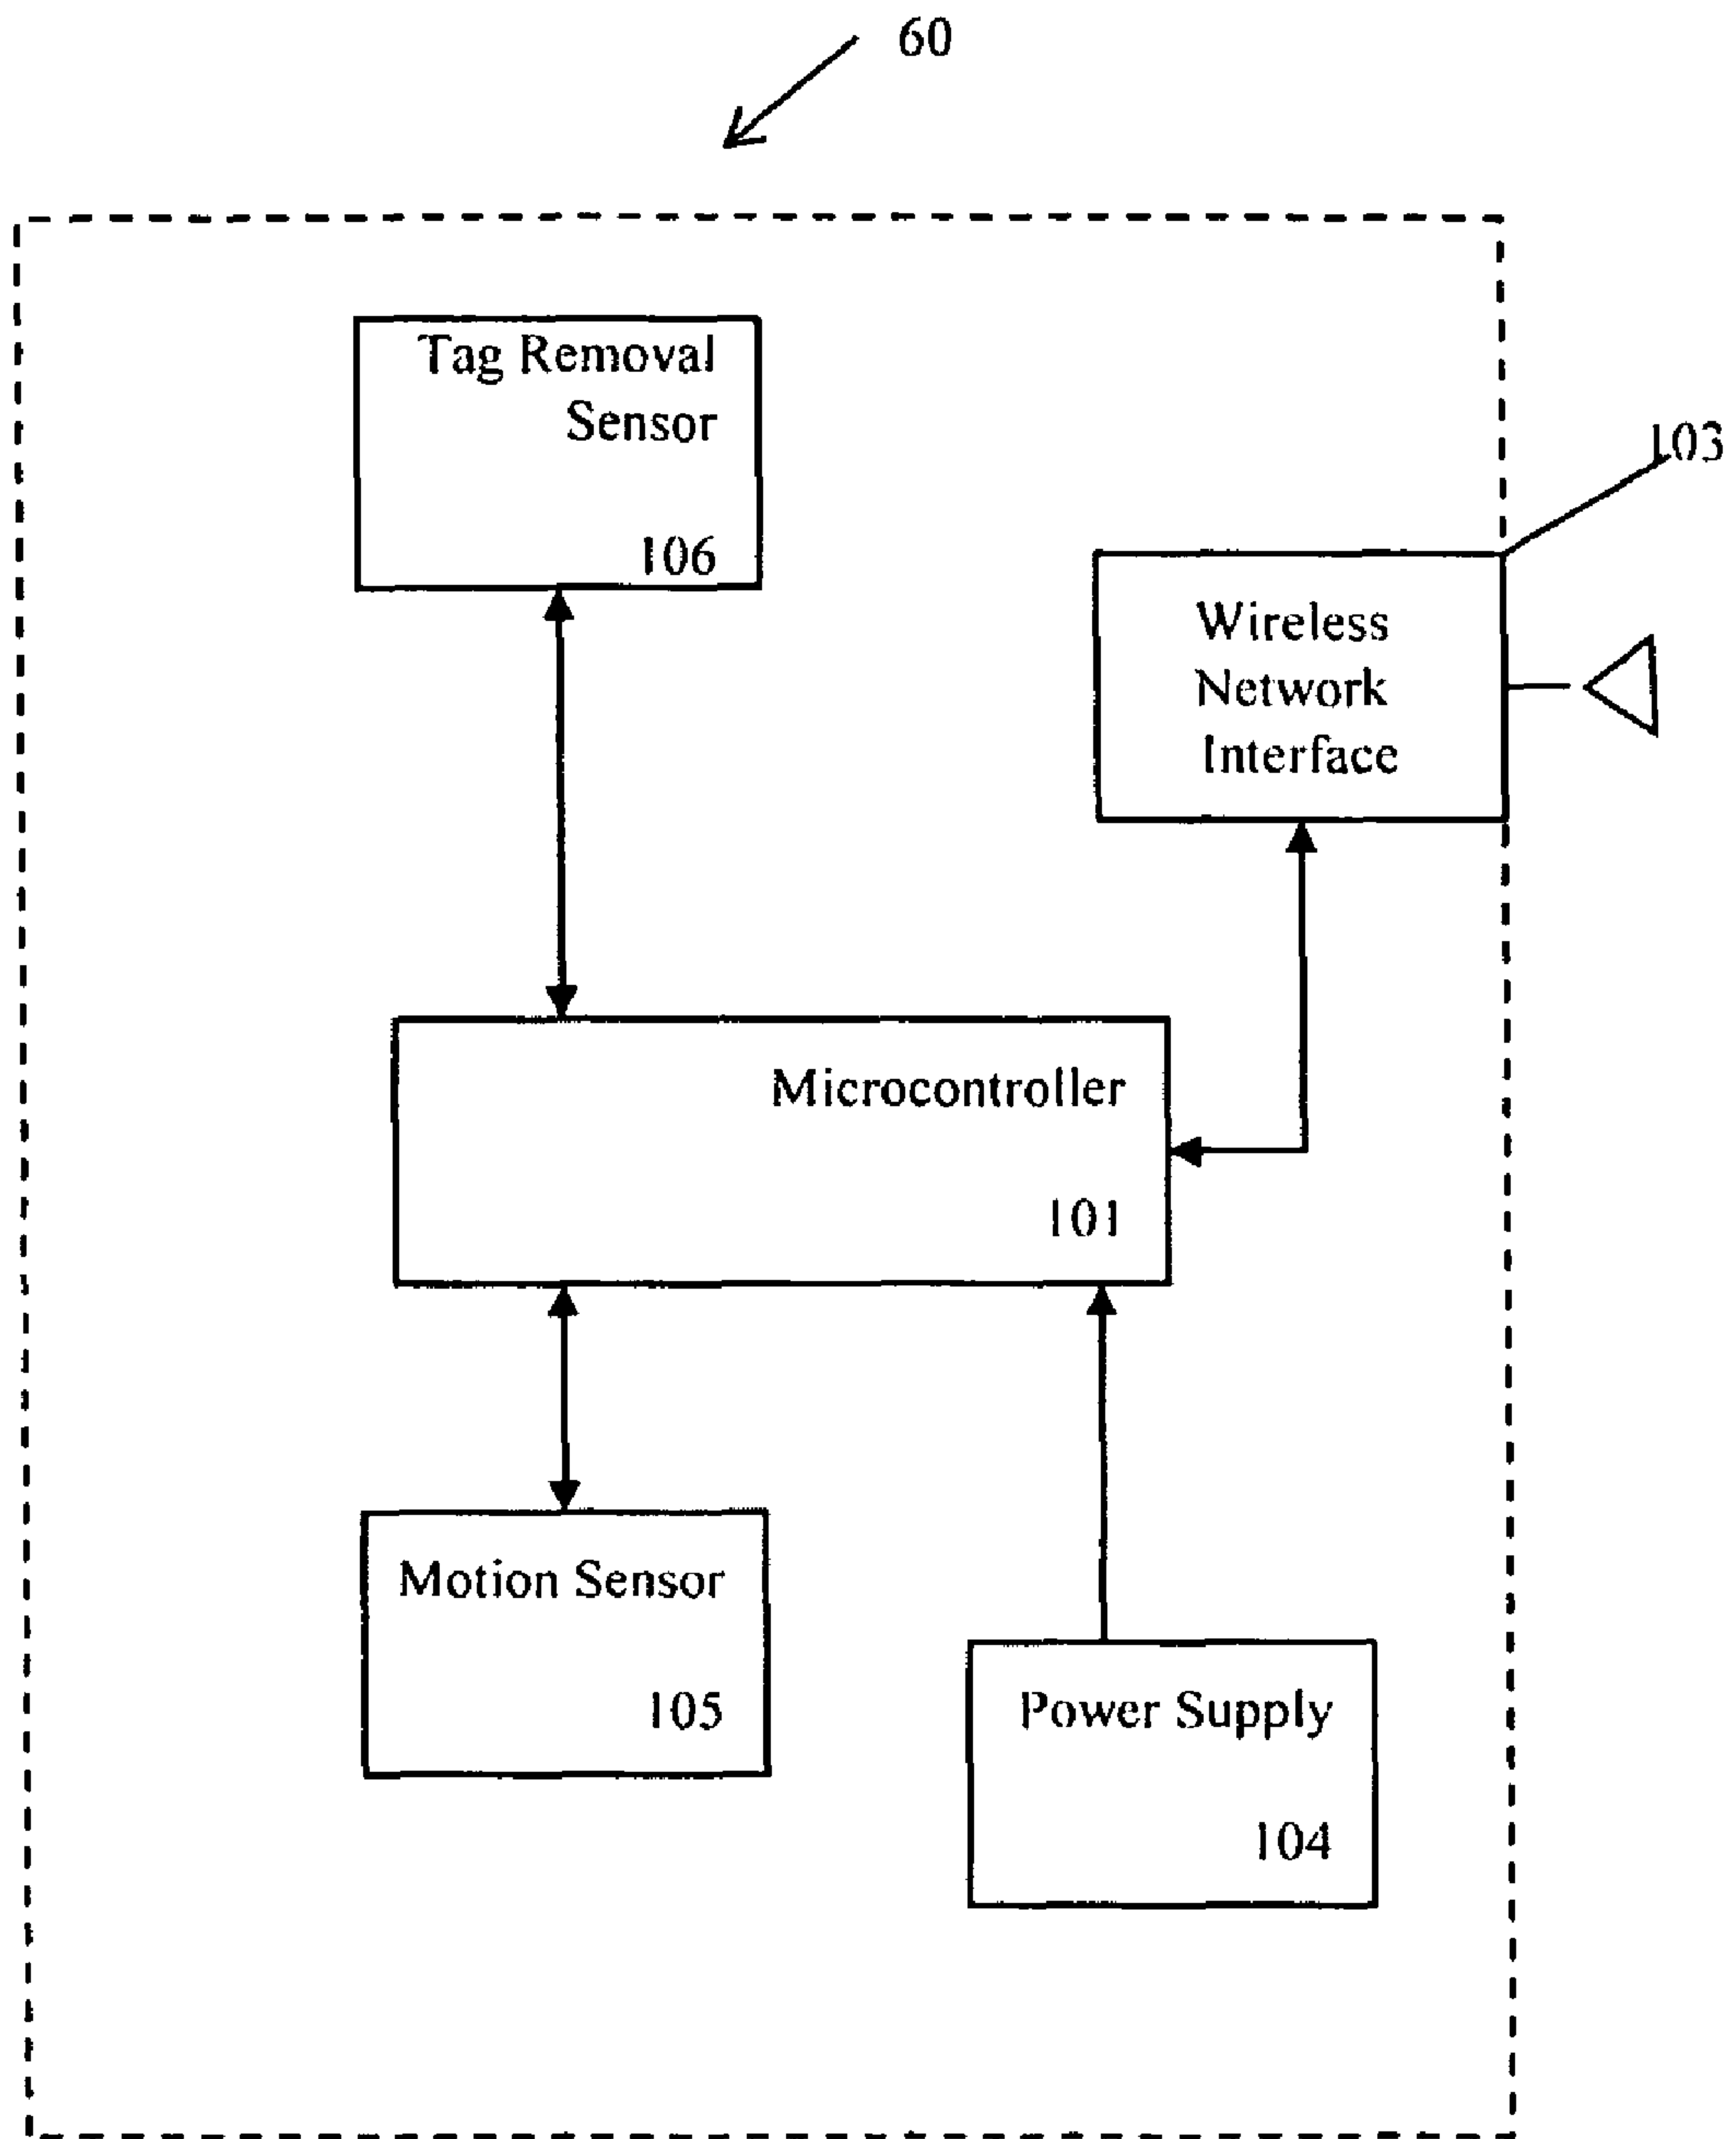 60
Tag Removal
Sensor
106
103
Wireless
Network
Interface
Microcontroller
101
Motion Sensor
105
Power Supply
104